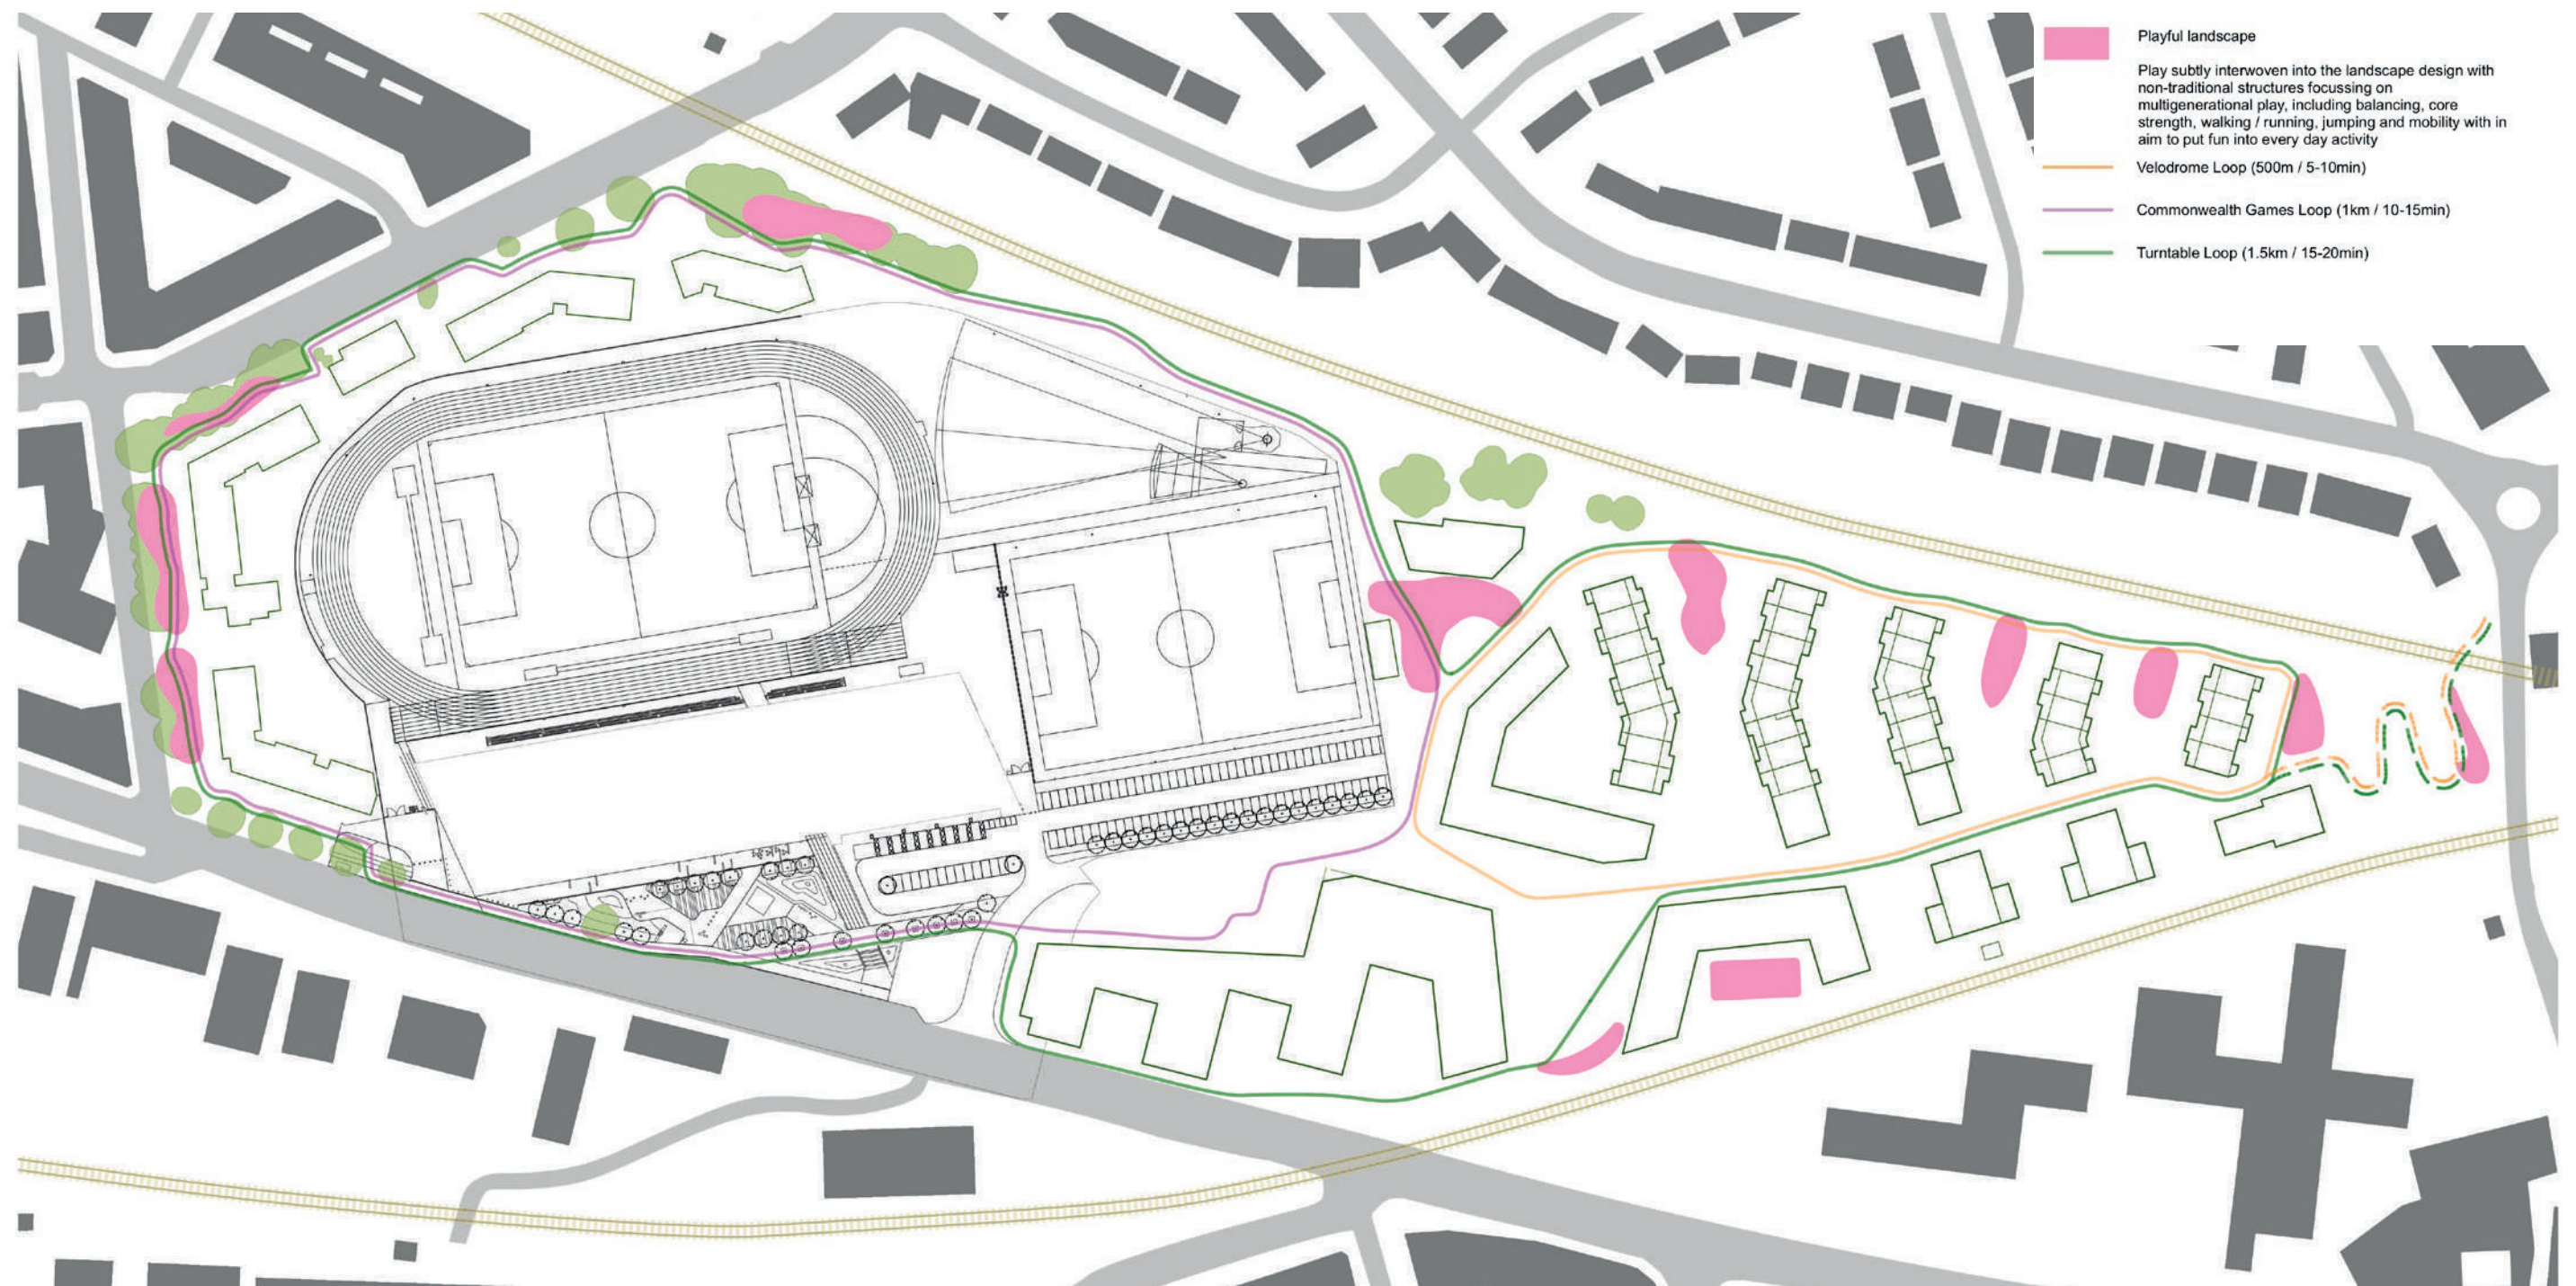 Playful landscape
Play subtly interwoven into the landscape design with
non-traditional structures focussing on
multigenerational play, including balancing, core
strength, walking / running, jumping and mobility with in
aim to put fun into every day activity
Velodrome Loop (500m / 5-10min)
Commonwealth Games Loop (1km / 10-15min)
Turntable Loop (1.5km / 15-20min)